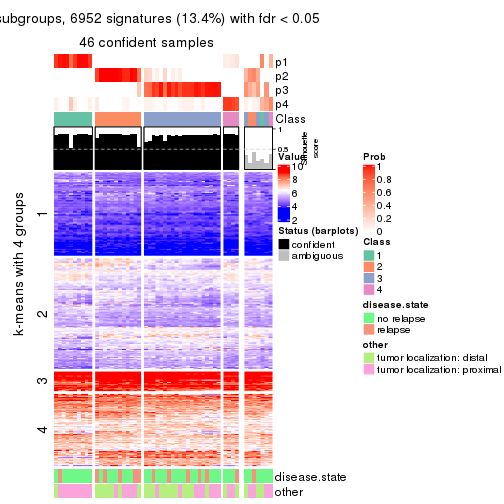 subgroups, 6952 signatures (13.4%) with fdr < 0.05
46 confident samples
p1
p2
p3
p4
Class
1
0.5
Silhouette
score
k-means with 4 groups
1
2
3
4
disease.state
other
Value
10
8
6
4
2
Status (barplots)
confident
ambiguous
Prob
1
0.8
0.6
0.4
0.2
0
Class
1
2
3
4
disease.state
no relapse
relapse
other
tumor localization: distal
tumor localization: proximal